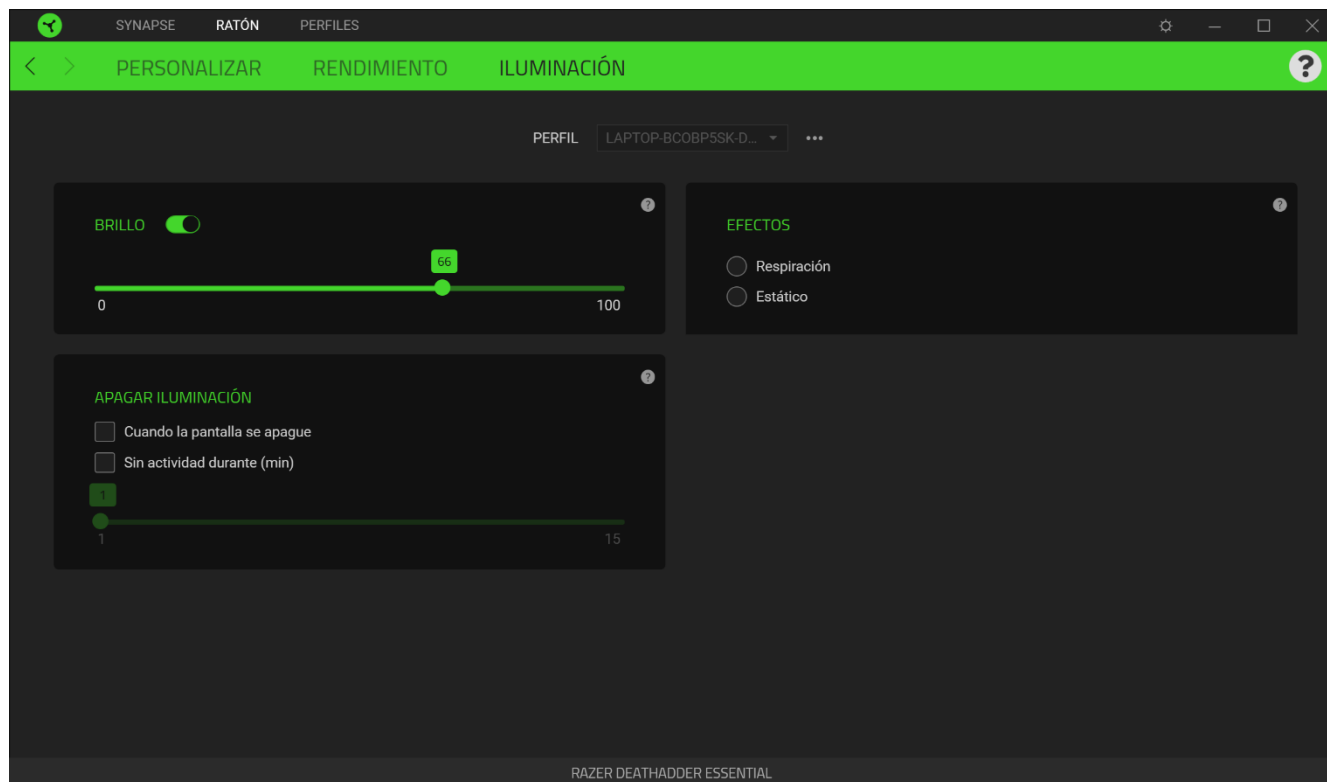 SYNAPSE RATÓN PERFILES
PERSONALIZAR RENDIMIENTO ILUMINACIÓN ?
PERFIL LAPTOP-BCOBP5SK-D... ...
?
BRILLO
66
0 100
?
EFECTOS
Respiración
Estático
?
APAGAR ILUMINACIÓN
Cuando la pantalla se apague
Sin actividad durante (min)
1
1 15
RAZER DEATHADDER ESSENTIAL